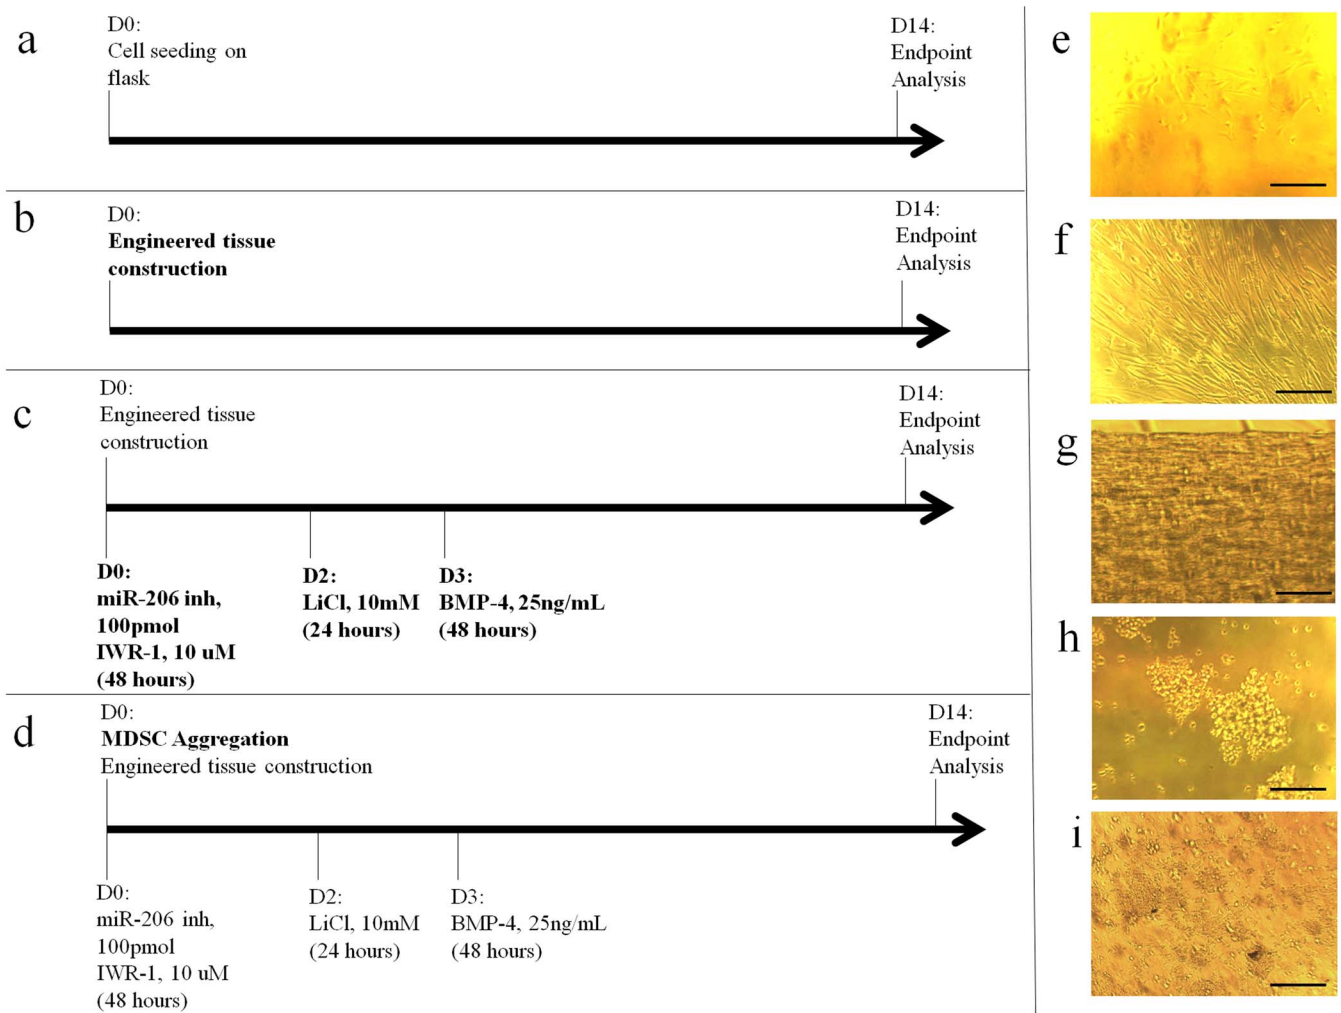 a
D0:
Cell seeding on
flask
D14:
Endpoint
Analysis
b
D0:
Engineered tissue
construction
D14:
Endpoint
Analysis
c
D0:
Engineered tissue
construction
D14:
Endpoint
Analysis
D0:
miR-206 inh,
100pmol
IWR-1, 10 uM
(48 hours)
D2:
LiCl, 10mM
(24 hours)
D3:
BMP-4, 25ng/mL
(48 hours)
d
D0:
MDSC Aggregation
Engineered tissue construction
D14:
Endpoint
Analysis
D0:
miR-206 inh,
100pmol
IWR-1, 10 uM
(48 hours)
D2:
LiCl, 10mM
(24 hours)
D3:
BMP-4, 25ng/mL
(48 hours)
e
f
g
h
i